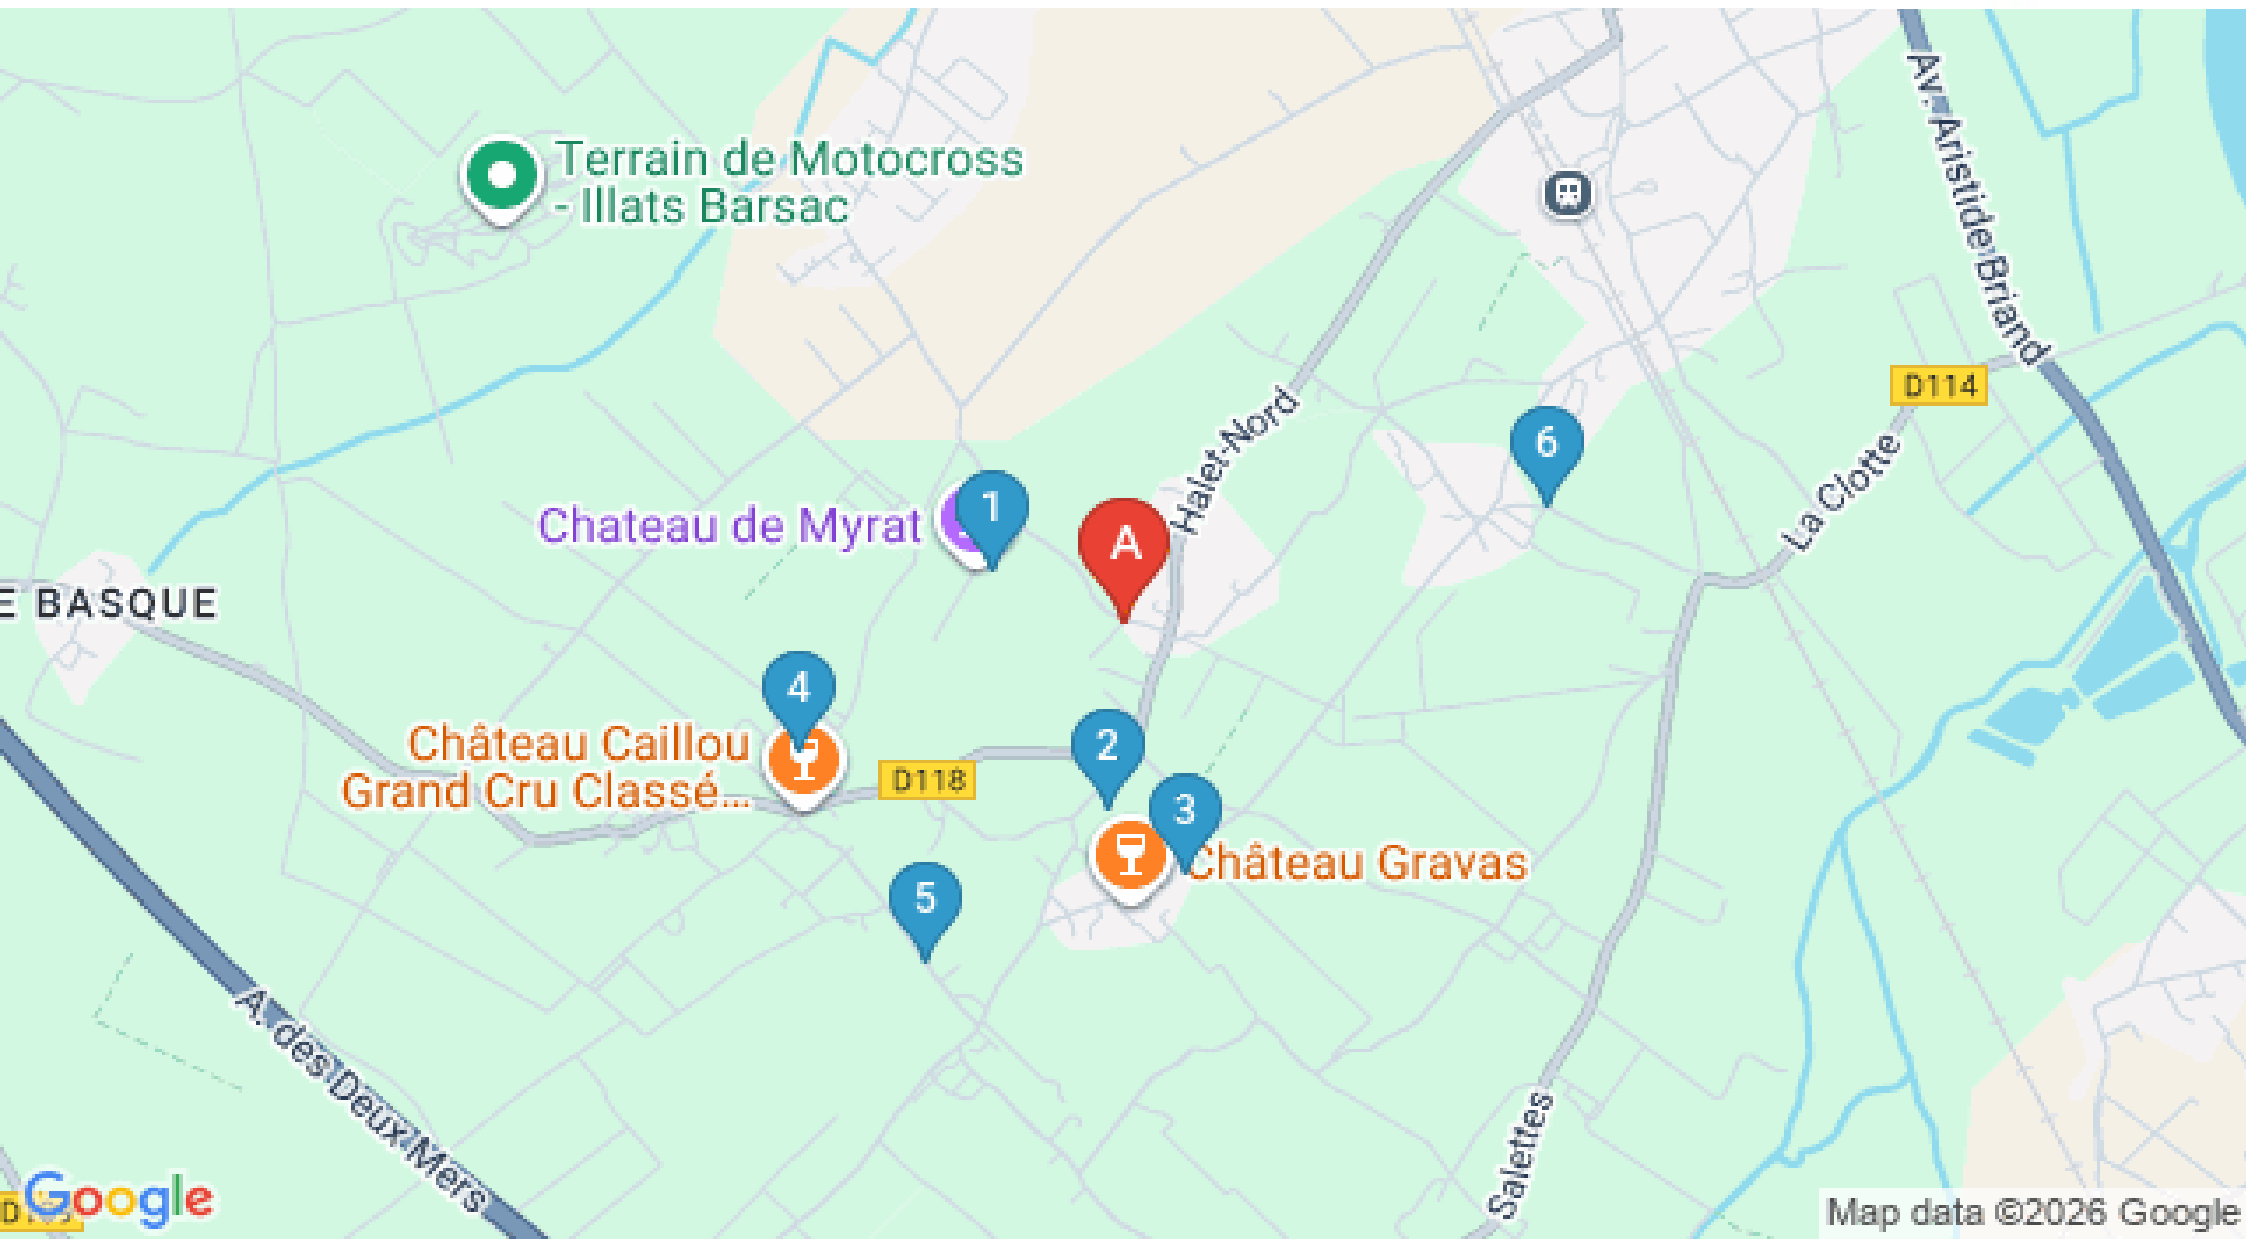 Av. Aristide Briand
Terrain de Motocross
- Illats Barsac
D114
Halet-Nord
6
La Clotte
1
Chateau de Myrat
A
E BASQUE
4
2
Château Caillou
Grand Cru Classé...
D118
3
Château Gravas
5
A. des Deux Mers
Salettes
Google
Map data ©2026 Google